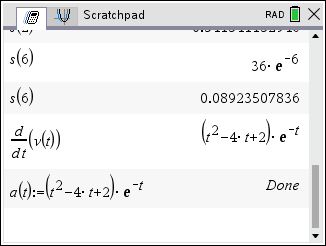 Scratchpad RAD
s(6) 36·e^-6
s(6) 0.08923507836
d/dt(v(t)) (t^2-4·t+2)·e^-t
a(t):=(t^2-4·t+2)·e^-t Done